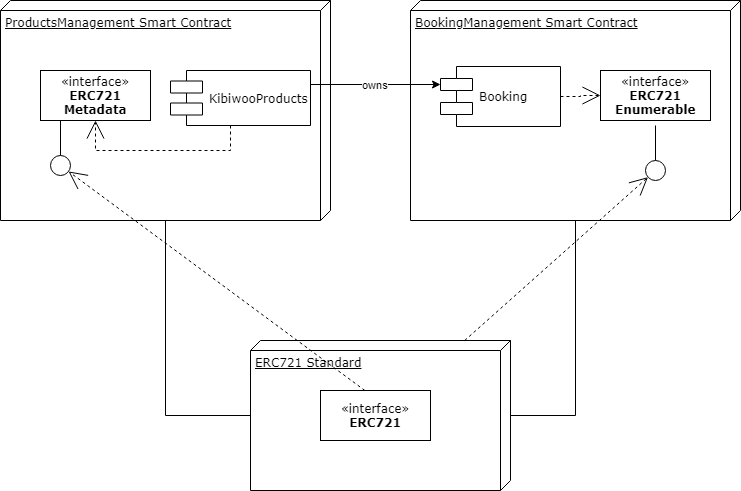 ProductsManagement Smart Contract
«interface»
ERC721
Metadata
KibiwooProducts
owns
BookingManagement Smart Contract
Booking
«interface»
ERC721
Enumerable
ERC721 Standard
«interface»
ERC721